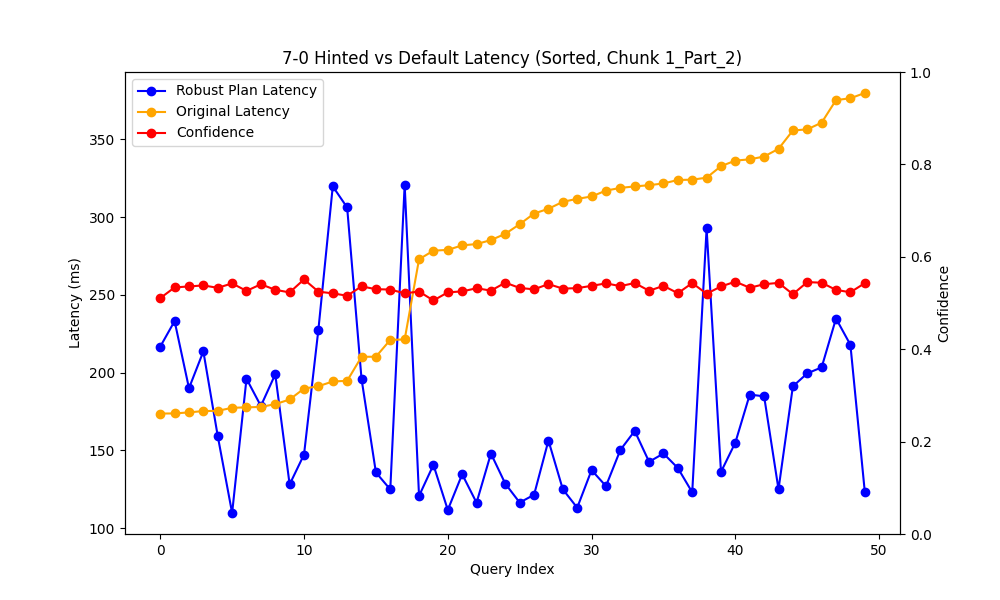 7-0 Hinted vs Default Latency (Sorted, Chunk 1_Part_2)
Robust Plan Latency
Original Latency
Confidence
Latency (ms)
350
300
250
200
150
100
1.0
0.8
0.6
0.4
0.2
0.0
Confidence
0 10 20 30 40 50
Query Index